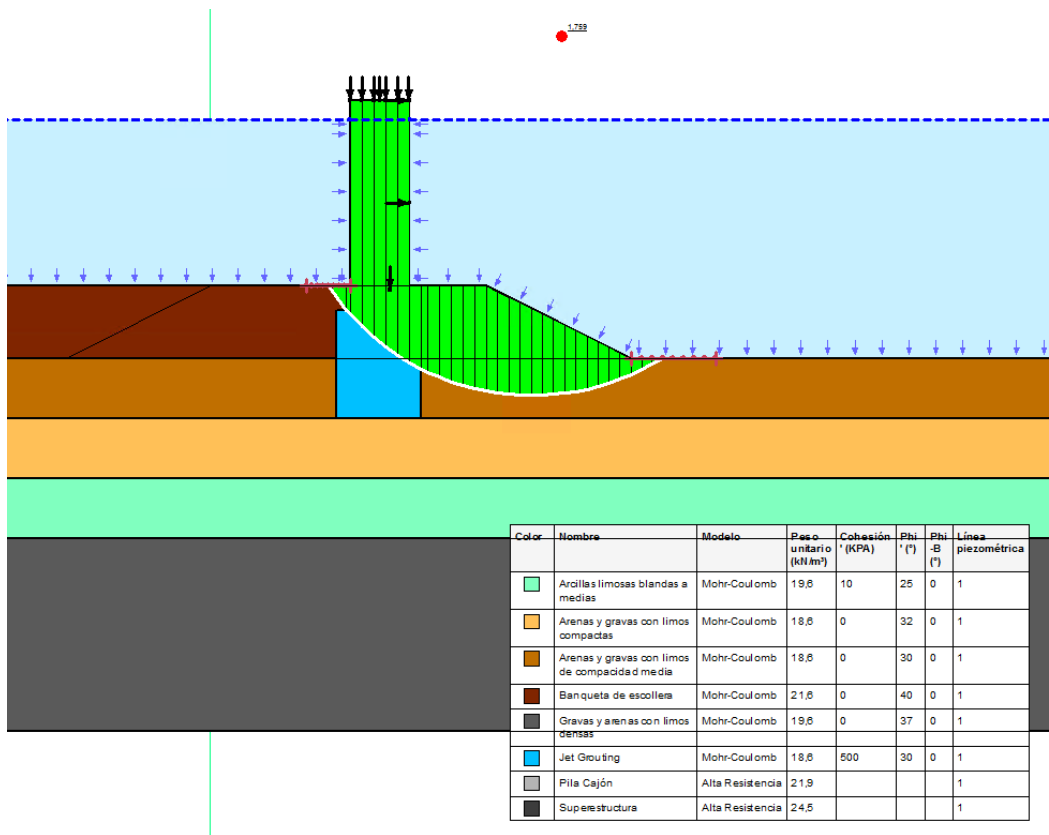 1,759
Color Nombre Modelo Peso unitario (kN/m³) Cohesión ' (KPA) Phi ' (º) Phi -B (º) Línea piezométrica
Arcillas limosas blandas a medias Mohr-Coulomb 19,6 10 25 0 1
Arenas y gravas con limos compactas Mohr-Coulomb 18,6 0 32 0 1
Arenas y gravas con limos de compacidad media Mohr-Coulomb 18,6 0 30 0 1
Banqueta de escollera Mohr-Coulomb 21,6 0 40 0 1
Gravas y arenas con limos densas Mohr-Coulomb 19,6 0 37 0 1
Jet Grouting Mohr-Coulomb 18,6 500 30 0 1
Pila Cajón Alta Resistencia 21,9 1
Superestructura Alta Resistencia 24,5 1